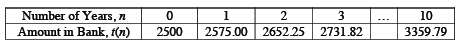 Number of Years, n 0 1 2 3 ... 10
Amount in Bank, t(n) 2500 2575.00 2652.25 2731.82 3359.79